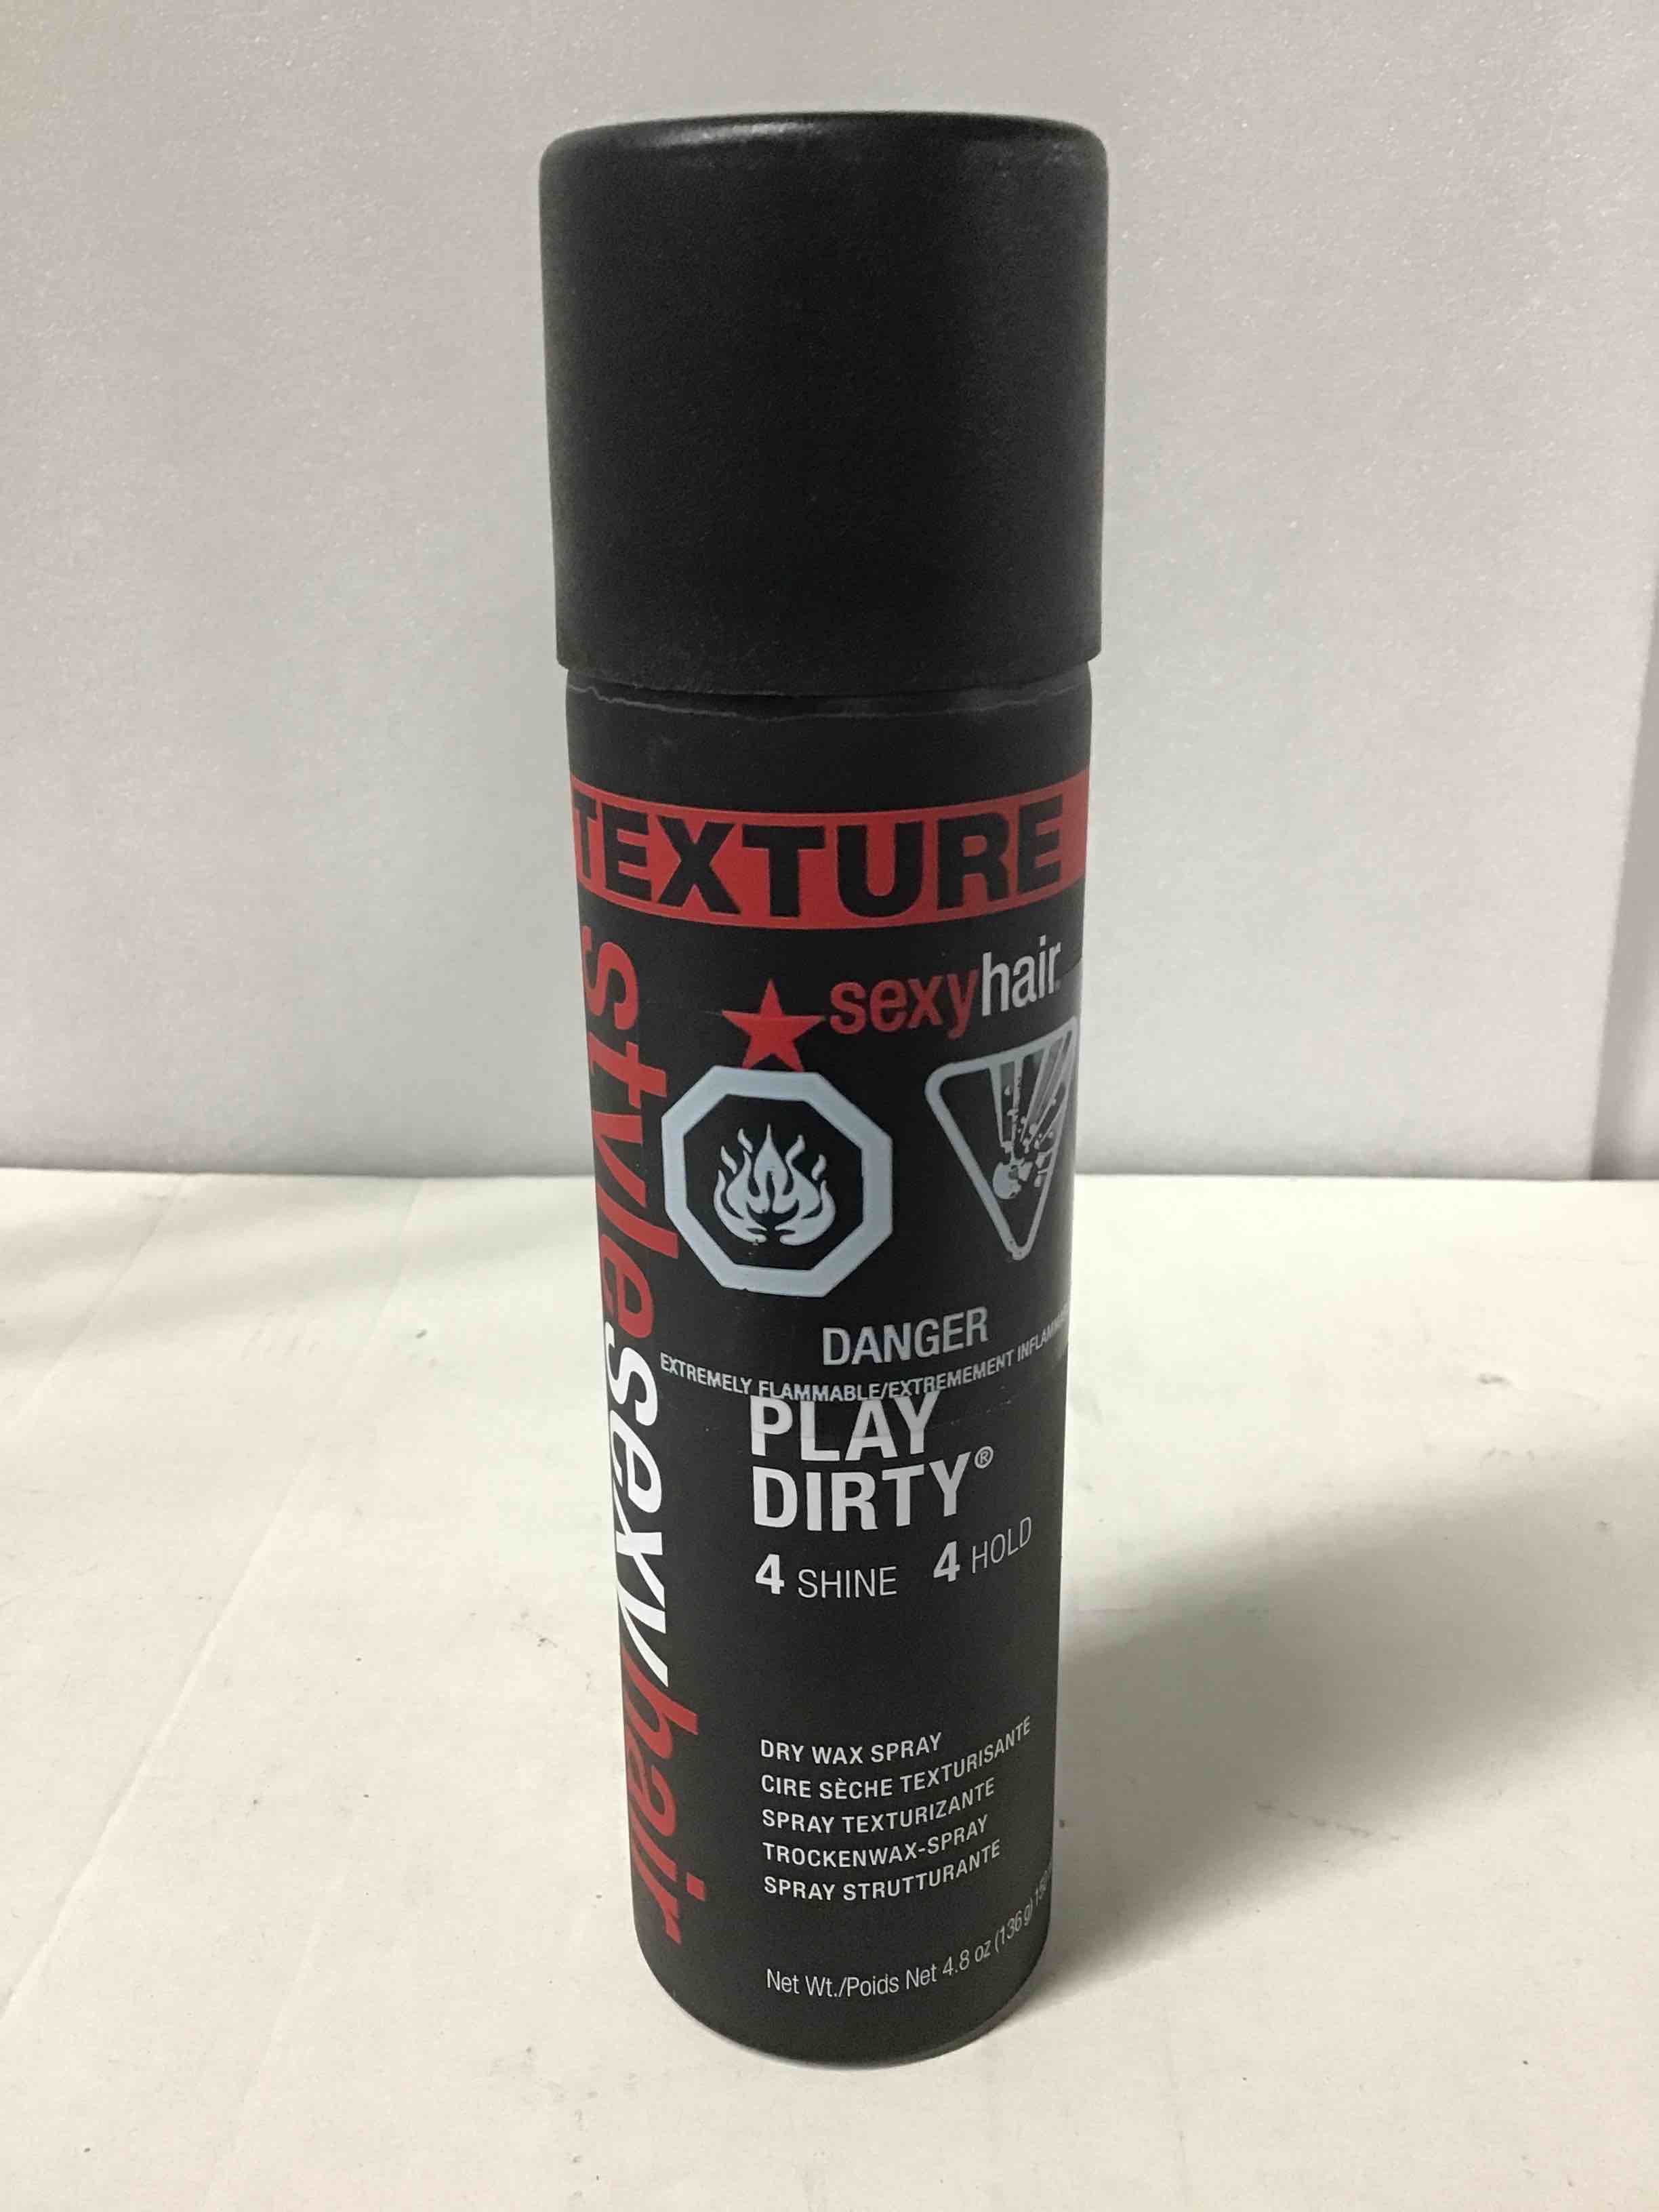 TEXTURE
sexyhair
stylesexyhair
DANGER
EXTREMELY FLAMMABLE/EXTREMEMENT
PLAY
DIRTY®
4 SHINE 4 HOLD
DRY WAX SPRAY
CIRE SÈCHE TEXTURISANTE
SPRAY TEXTURIZANTE
TROCKENWAX-SPRAY
SPRAY STRUTTURANTE
Net Wt./Poids Net 4.8 oz (136 g)